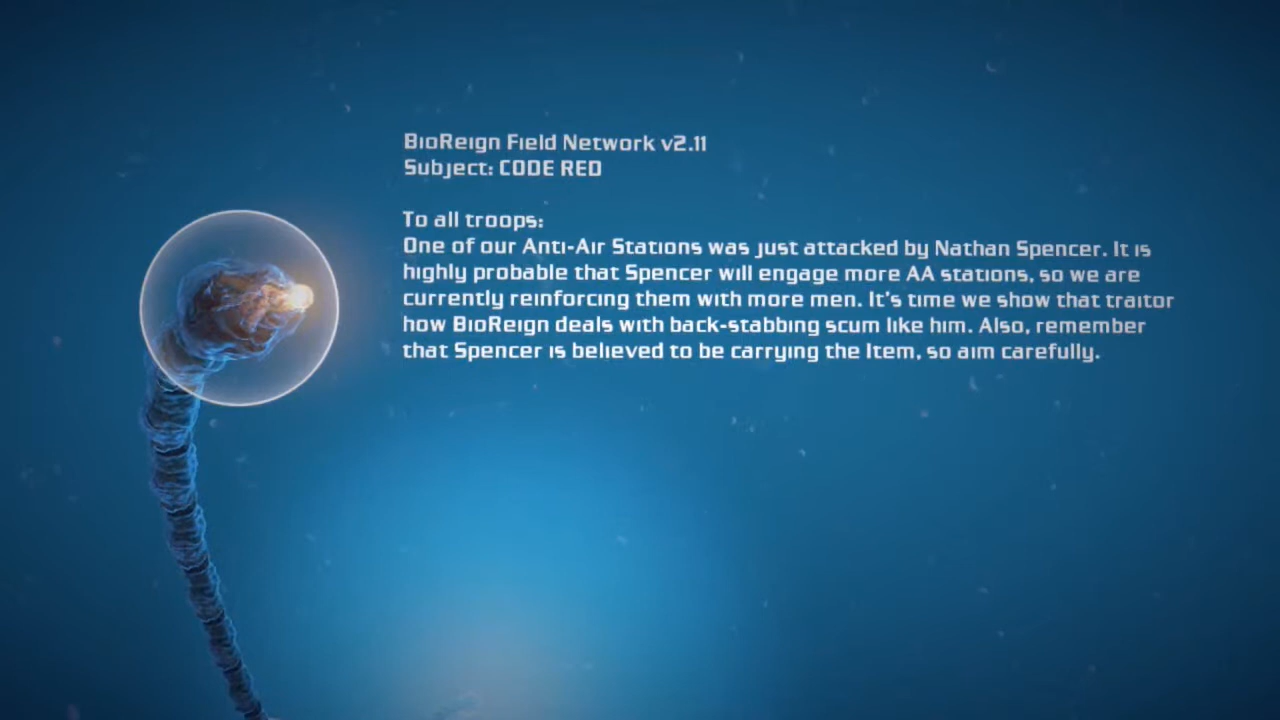 BioReign Field Network v2.11
Subject: CODE RED
To all troops:
One of our Anti-Air Stations was just attacked by Nathan Spencer. It is
highly probable that Spencer will engage more AA stations, so we are
currently reinforcing them with more men. It's time we show that traitor
how BioReign deals with back-stabbing scum like him. Also, remember
that Spencer is believed to be carrying the Item, so aim carefully.